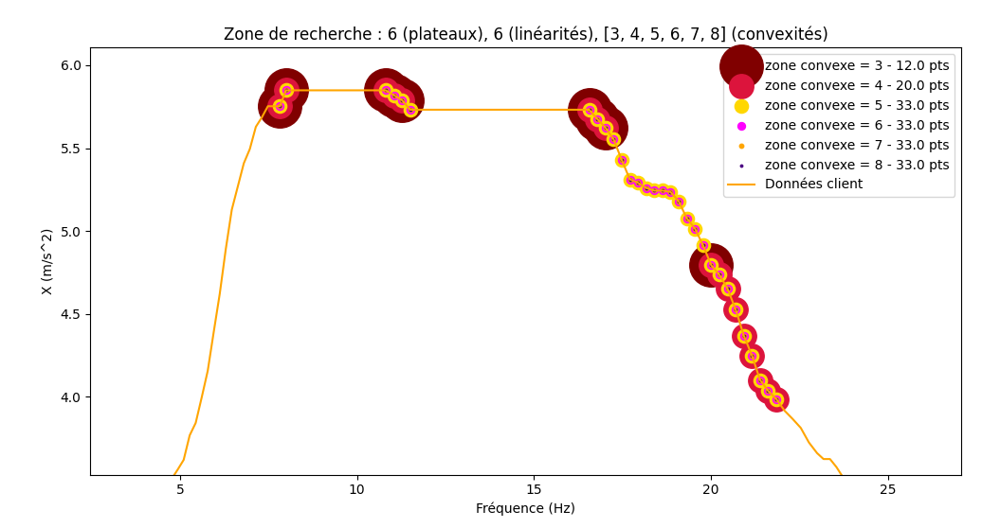 Zone de recherche : 6 (plateaux), 6 (linéarités), [3, 4, 5, 6, 7, 8] (convexités)
zone convexe = 3 - 12.0 pts
zone convexe = 4 - 20.0 pts
zone convexe = 5 - 33.0 pts
zone convexe = 6 - 33.0 pts
zone convexe = 7 - 33.0 pts
zone convexe = 8 - 33.0 pts
Données client
X (m/s^2)
6.0
5.5
5.0
4.5
4.0
5 10 15 20 25
Fréquence (Hz)